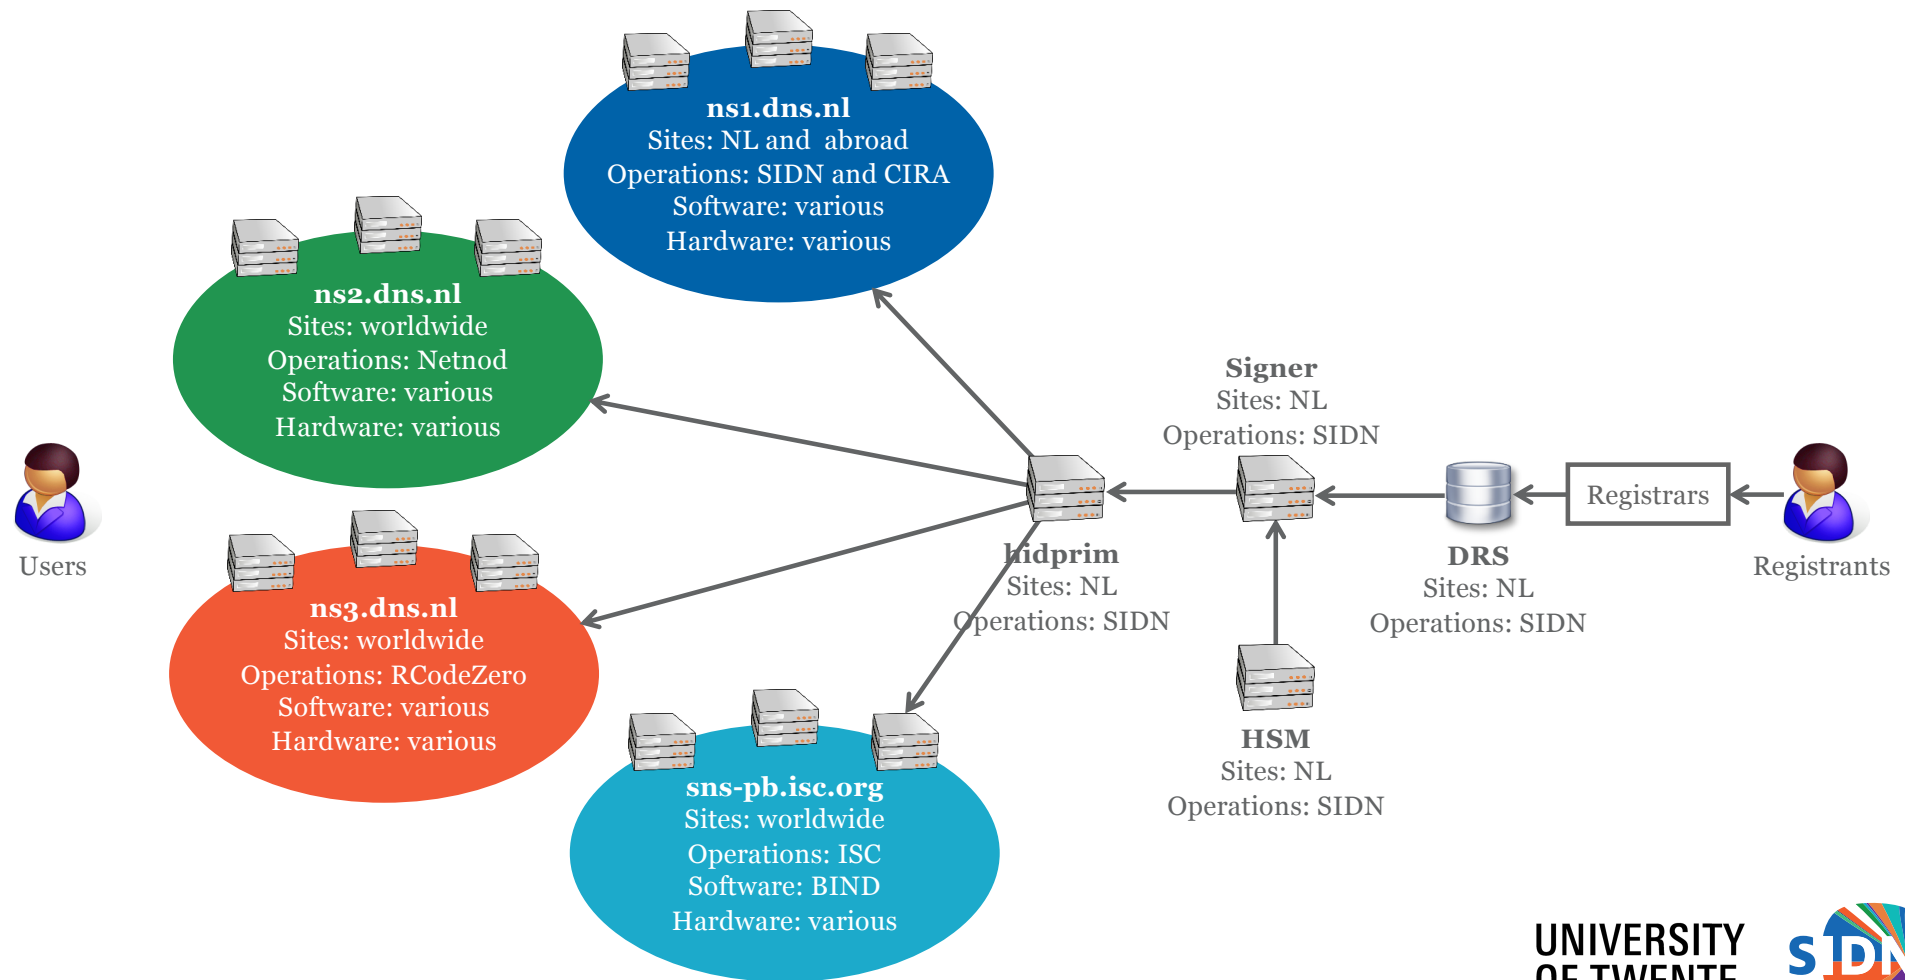 ns1.dns.nl
Sites: NL and abroad
Operations: SIDN and CIRA
Software: various
Hardware: various
ns2.dns.nl
Sites: worldwide
Operations: Netnod
Software: various
Hardware: various
Users
ns3.dns.nl
Sites: worldwide
Operations: RCodeZero
Software: various
Hardware: various
sns-pb.isc.org
Sites: worldwide
Operations: ISC
Software: BIND
Hardware: various
hidprim
Sites: NL
Operations: SIDN
Signer
Sites: NL
Operations: SIDN
HSM
Sites: NL
Operations: SIDN
DRS
Sites: NL
Operations: SIDN
Registrars
Registrants
UNIVERSITY
OF TWENTE
SIDN